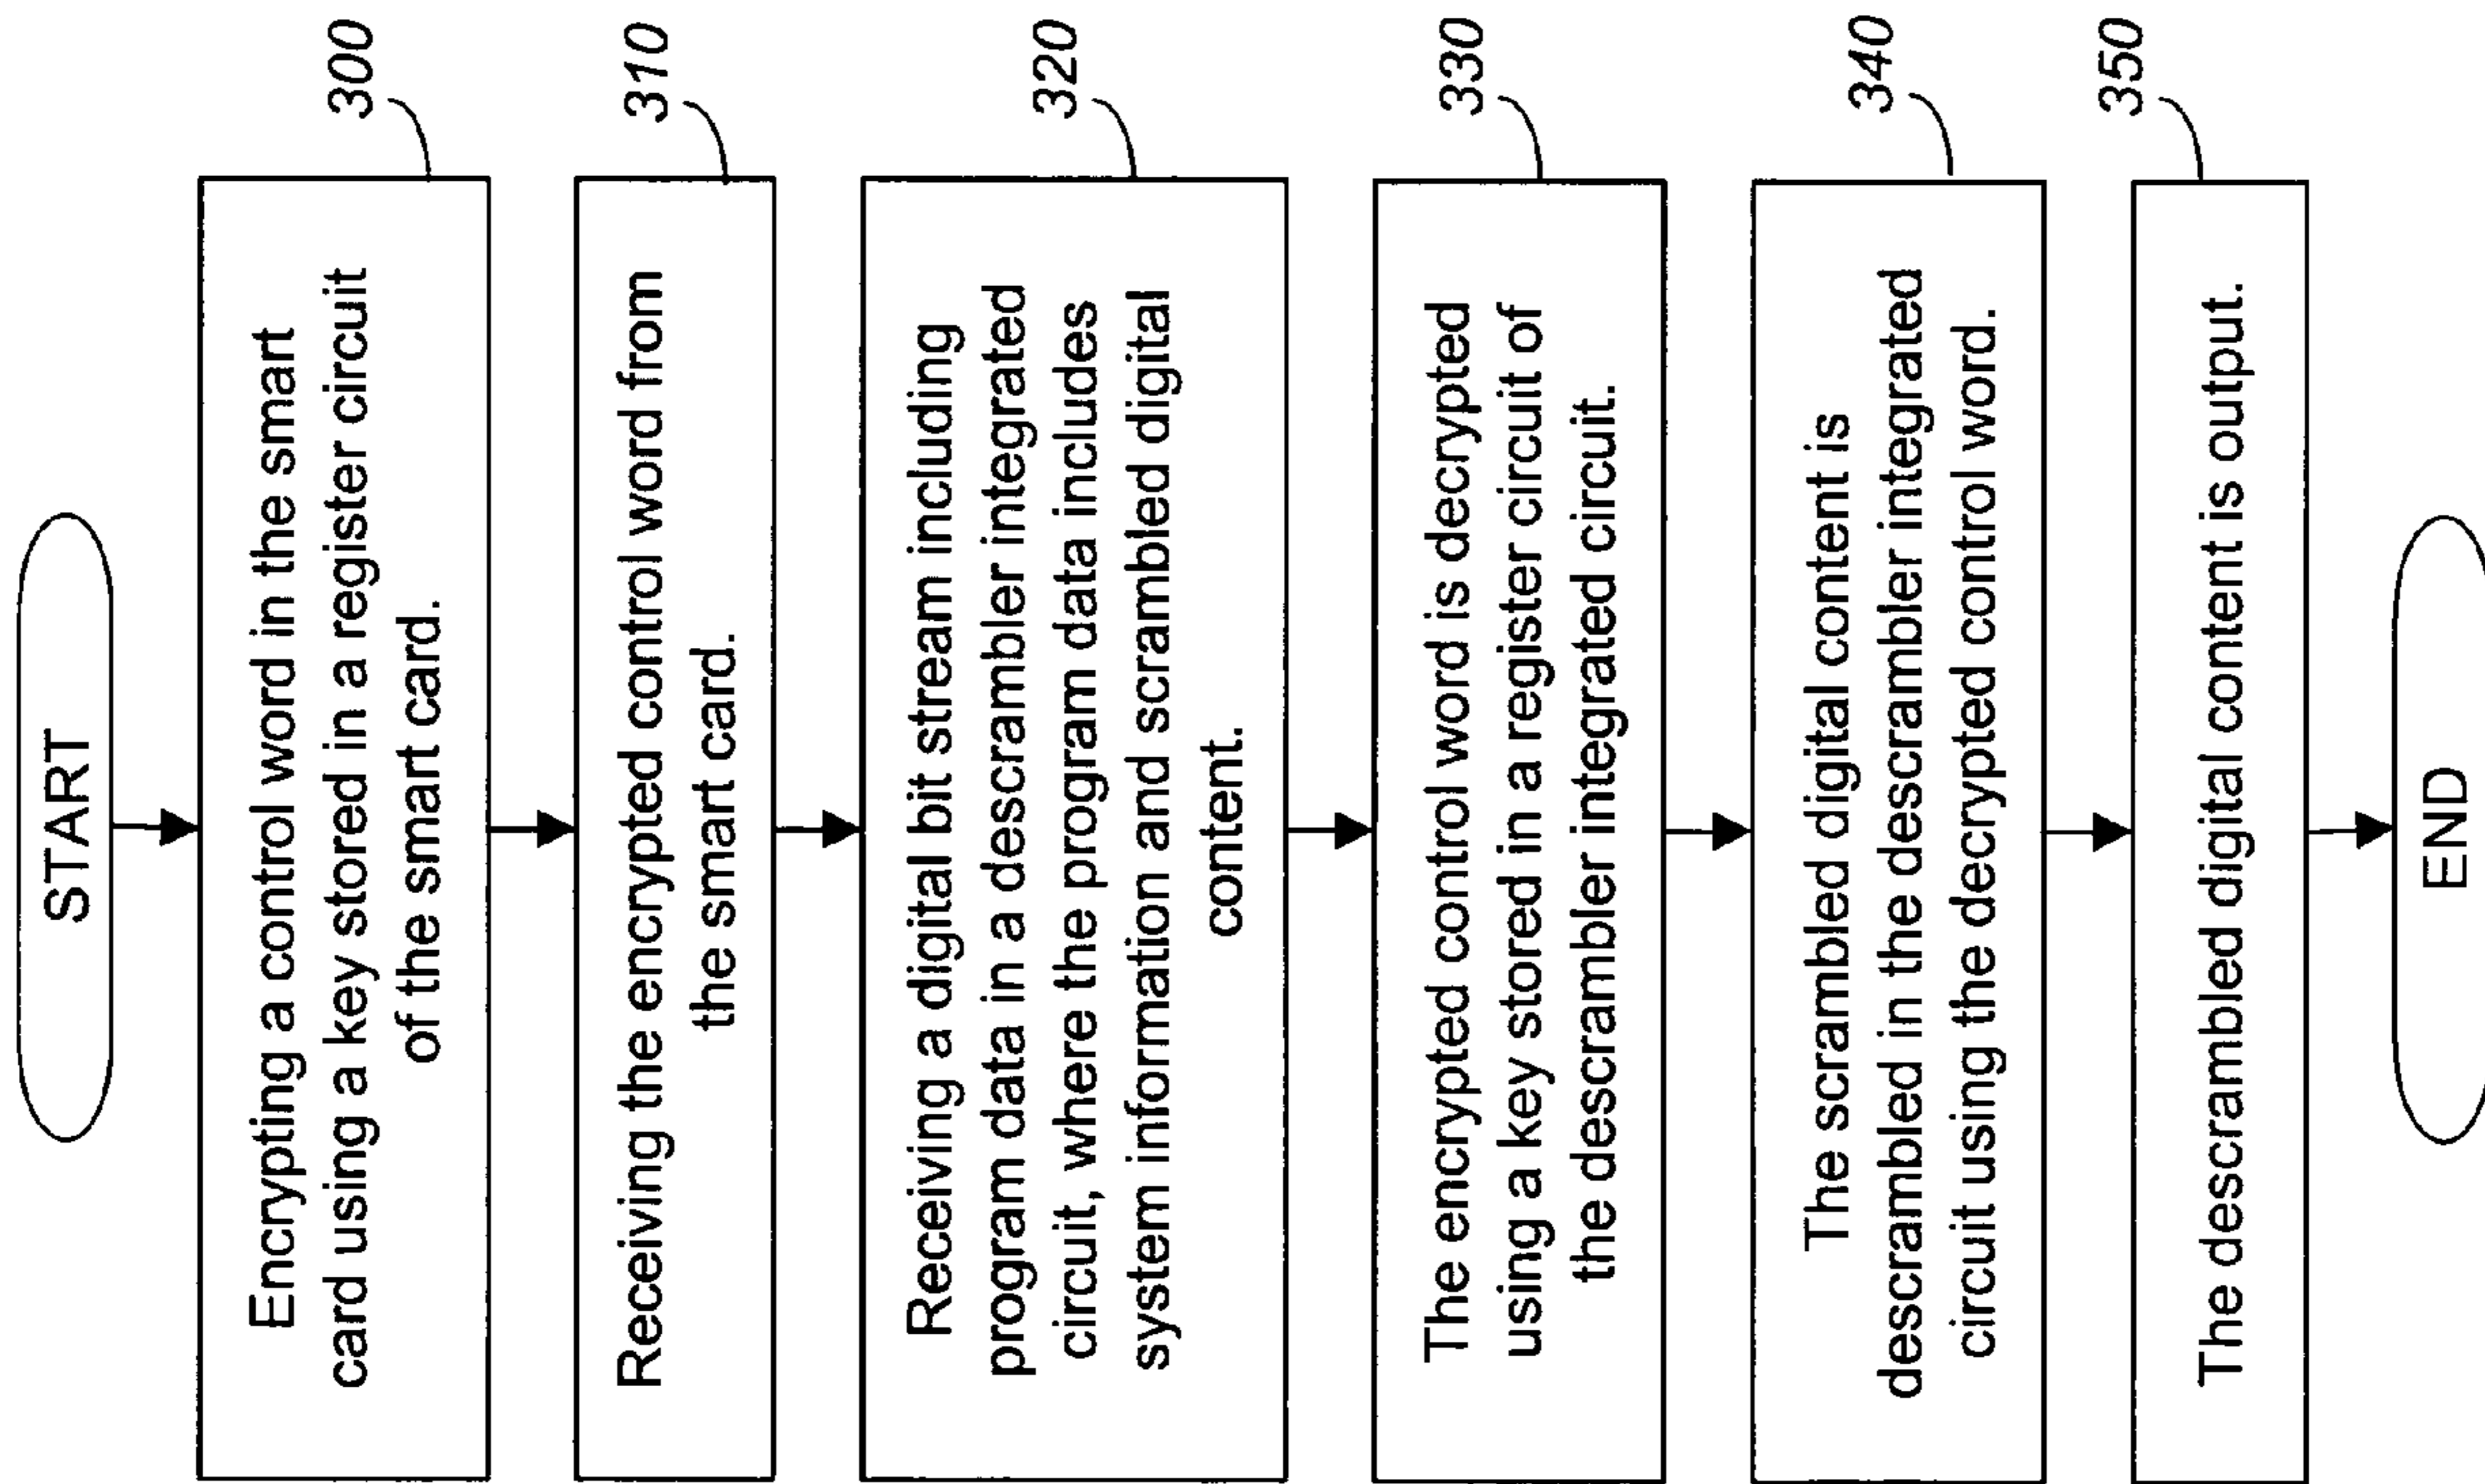 START
Encrypting a control word in the smart
card using a key stored in a register circuit
of the smart card.
300
Receiving the encrypted control word from
the smart card.
310
Receiving a digital bit stream including
program data in a descrambler integrated
circuit, where the program data includes
system information and scrambled digital
content.
320
The encrypted control word is decrypted
using a key stored in a register circuit of
the descrambler integrated circuit.
330
The scrambled digital content is
descrambled in the descrambler integrated
circuit using the decrypted control word.
340
The descrambled digital content is output.
350
END